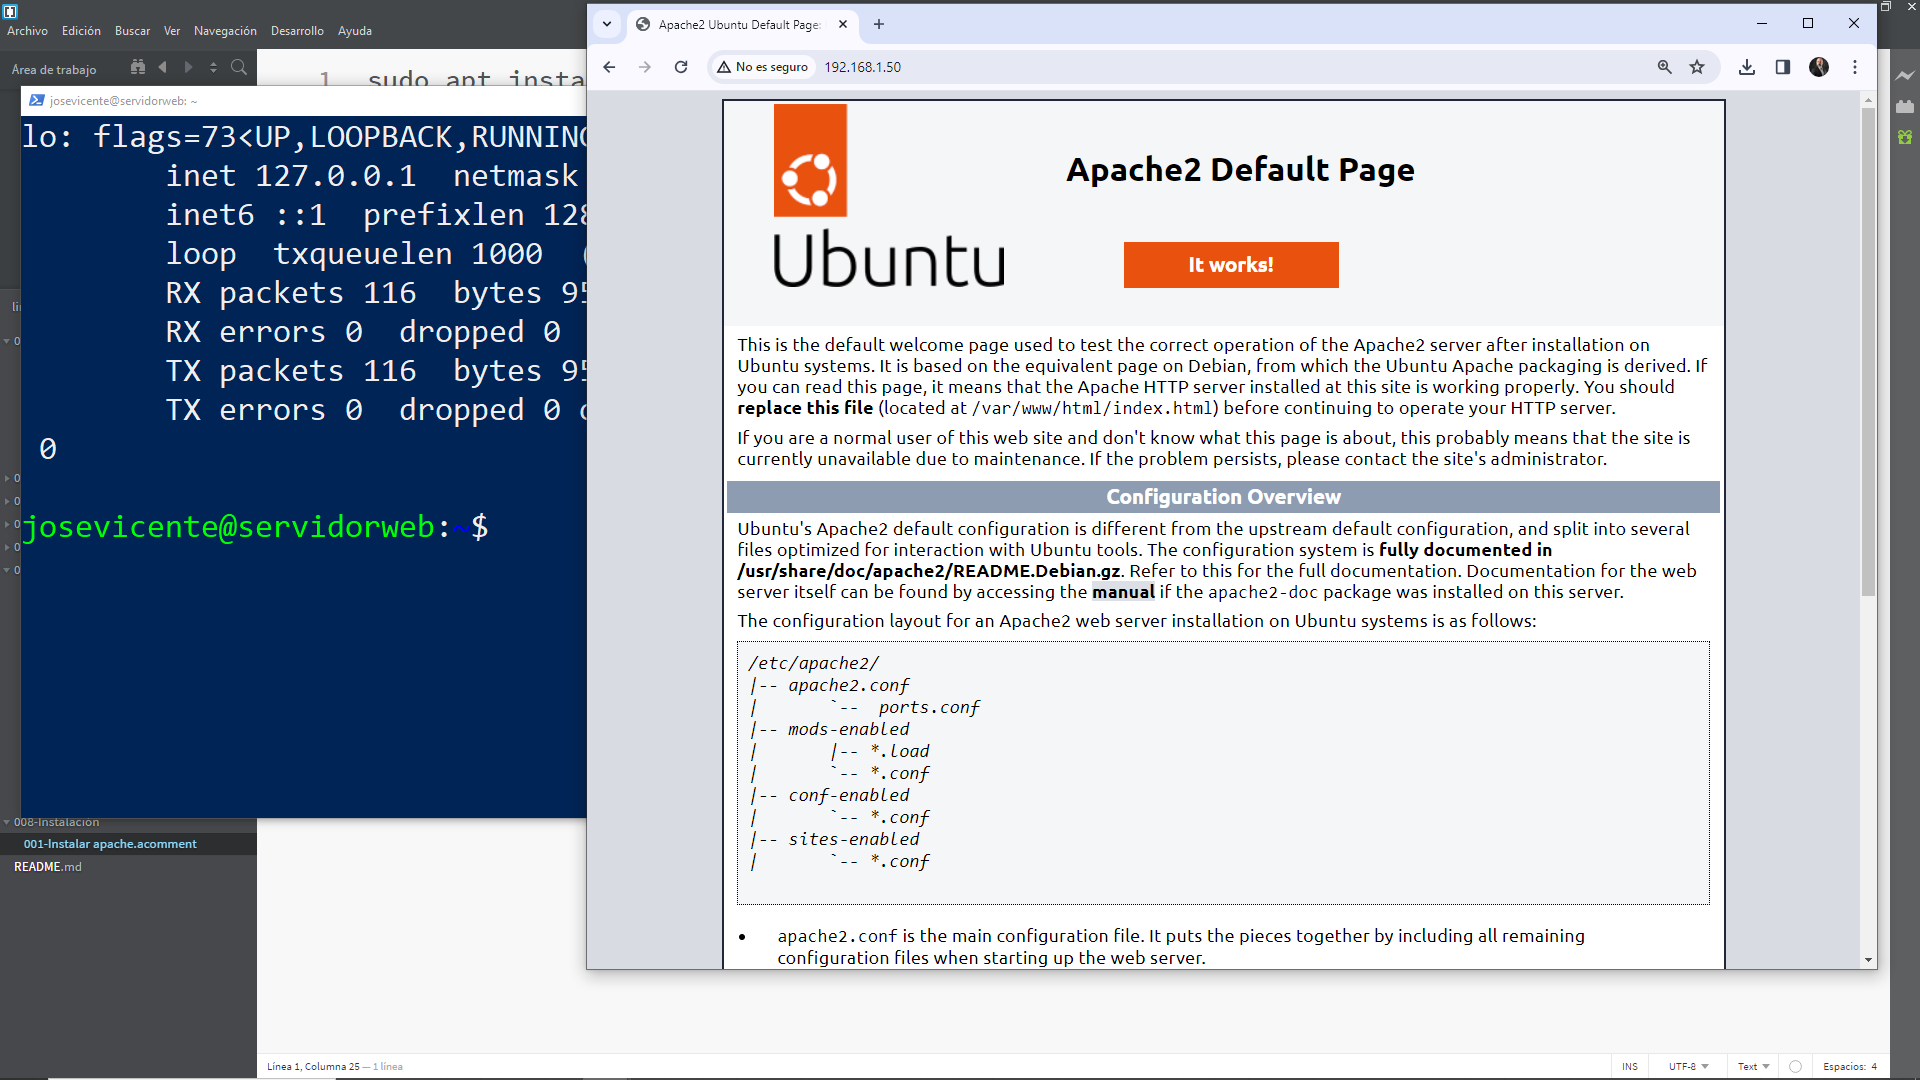 Archivo Edición Buscar Ver Navegación Desarrollo Ayuda
Área de trabajo
1 sudo apt insta
josevicente@servidorweb: ~
lo: flags=73<UP,LOOPBACK,RUNNING
inet 127.0.0.1 netmask
inet6 ::1 prefixlen 128
loop txqueuelen 1000 (
RX packets 116 bytes 95
RX errors 0 dropped 0
TX packets 116 bytes 95
TX errors 0 dropped 0
0
josevicente@servidorweb:~$
008-Instalación
001-Instalar apache.acomment
README.md
Línea 1, Columna 25 — 1 línea
INS UTF-8 Text Espacios: 4
Apache2 Ubuntu Default Page:
No es seguro 192.168.1.50
Ubuntu
Apache2 Default Page
It works!
This is the default welcome page used to test the correct operation of the Apache2 server after installation on
Ubuntu systems. It is based on the equivalent page on Debian, from which the Ubuntu Apache packaging is derived. If
you can read this page, it means that the Apache HTTP server installed at this site is working properly. You should
replace this file (located at /var/www/html/index.html) before continuing to operate your HTTP server.
If you are a normal user of this web site and don't know what this page is about, this probably means that the site is
currently unavailable due to maintenance. If the problem persists, please contact the site's administrator.
Configuration Overview
Ubuntu's Apache2 default configuration is different from the upstream default configuration, and split into several
files optimized for interaction with Ubuntu tools. The configuration system is fully documented in
/usr/share/doc/apache2/README.Debian.gz. Refer to this for the full documentation. Documentation for the web
server itself can be found by accessing the manual if the apache2-doc package was installed on this server.
The configuration layout for an Apache2 web server installation on Ubuntu systems is as follows:
/etc/apache2/
|-- apache2.conf
|       `--  ports.conf
|-- mods-enabled
|       |-- *.load
|       `-- *.conf
|-- conf-enabled
|       `-- *.conf
|-- sites-enabled
|       `-- *.conf
• apache2.conf is the main configuration file. It puts the pieces together by including all remaining
configuration files when starting up the web server.